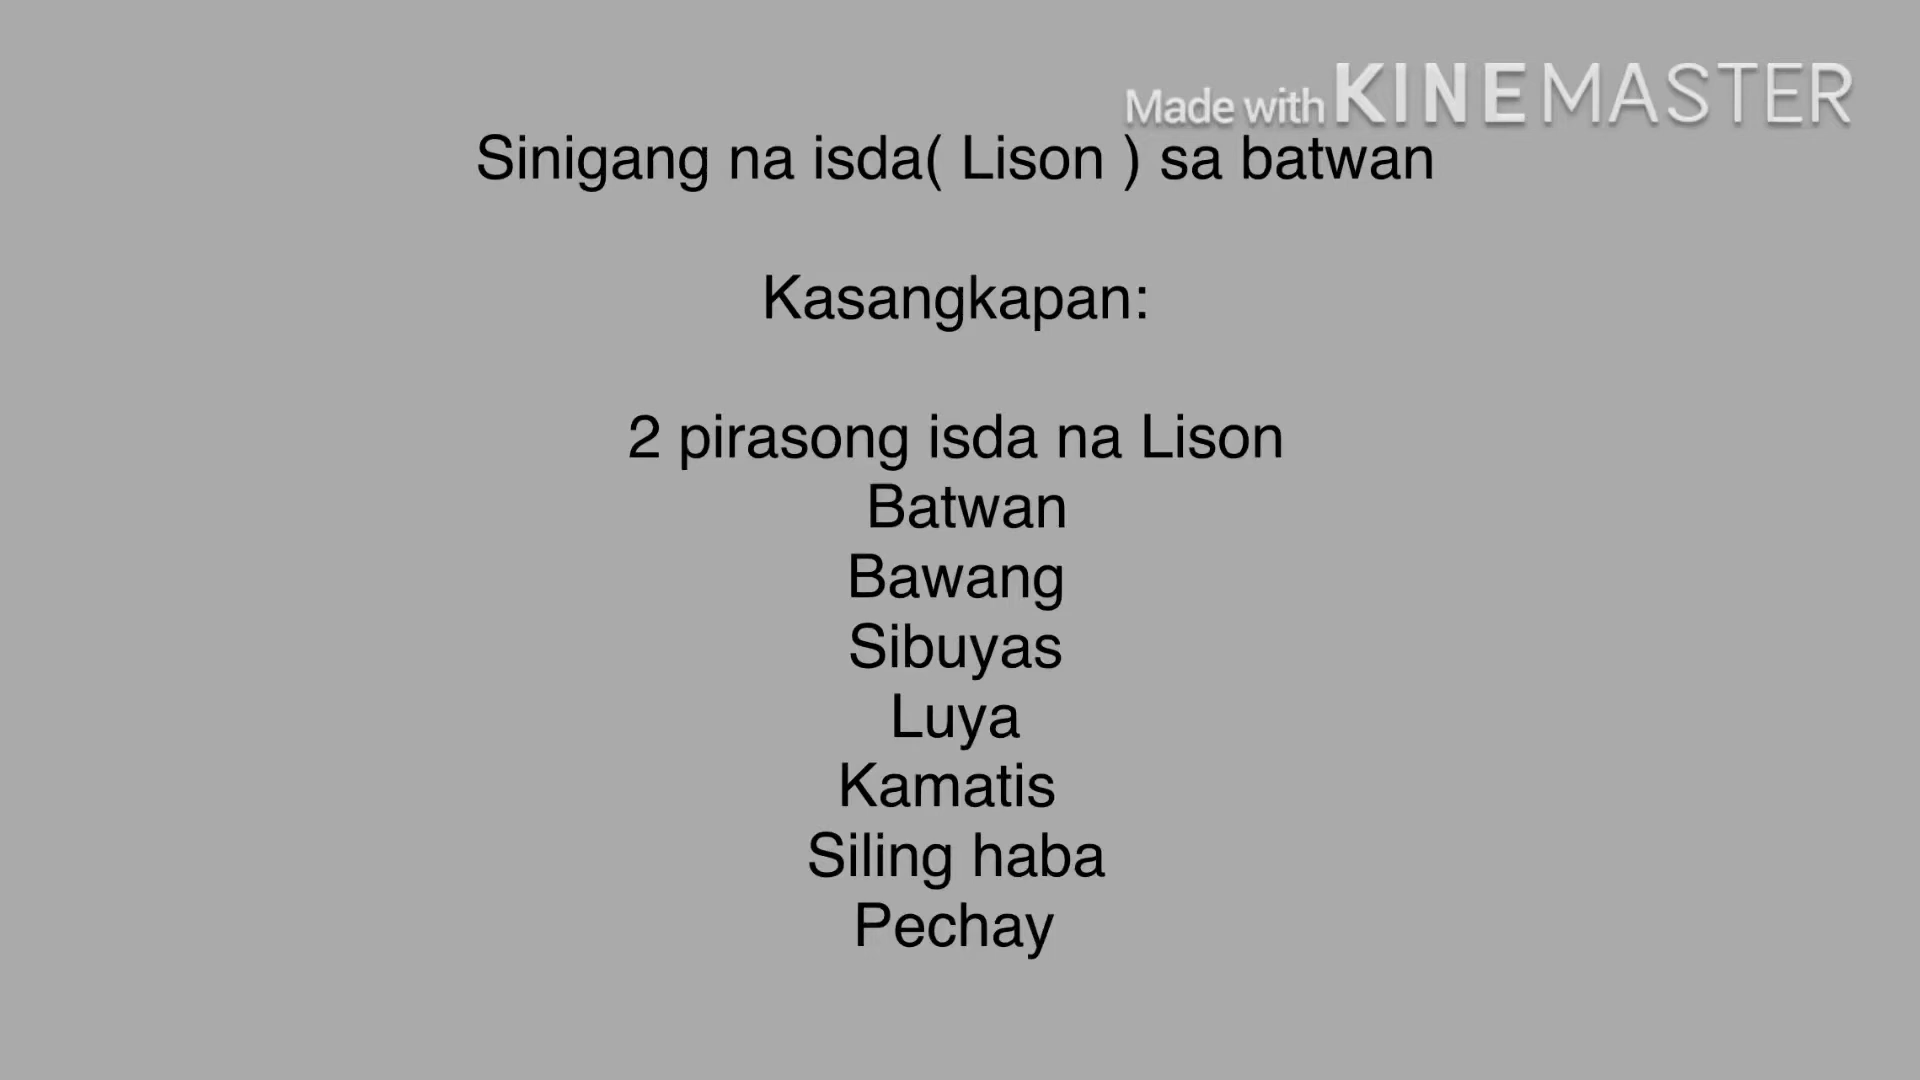 Made with KINEMASTER
Sinigang na isda( Lison ) sa batwan
Kasangkapan:
2 pirasong isda na Lison
Batwan
Bawang
Sibuyas
Luya
Kamatis
Siling haba
Pechay